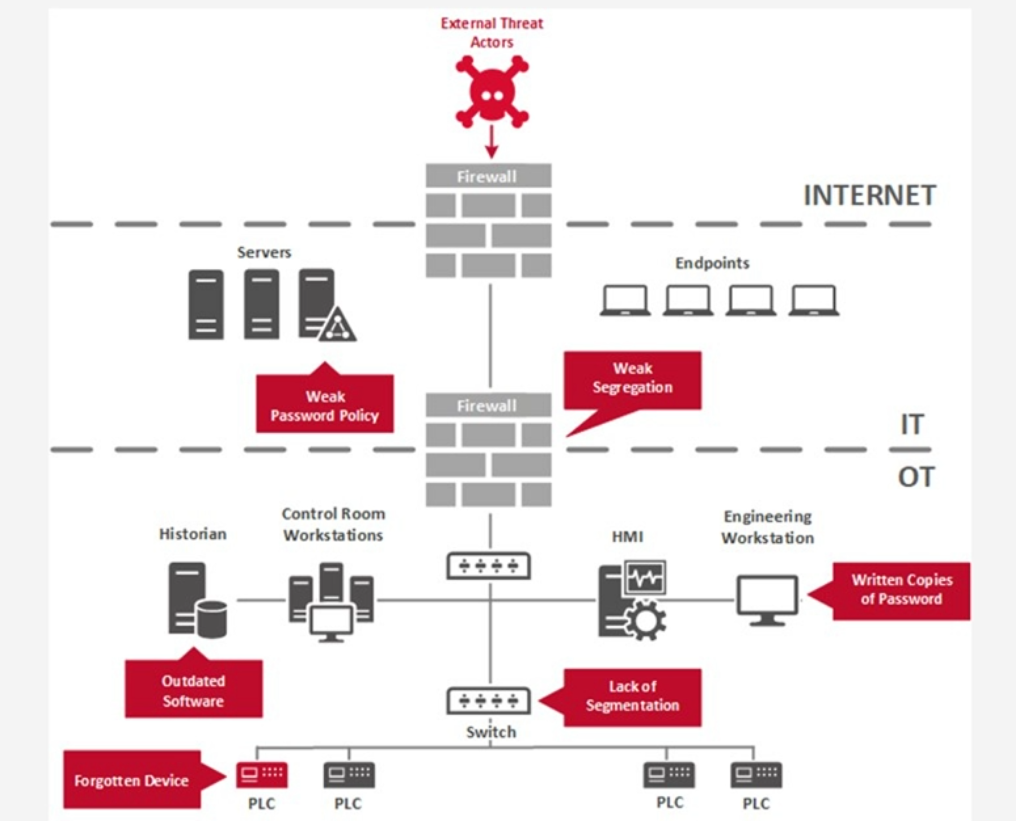 External Threat
Actors
Firewall
INTERNET
Servers
Endpoints
Weak
Segregation
Weak
Password Policy
Firewall
IT
OT
Historian
Control Room
Workstations
HMI
Engineering
Workstation
Written Copies
of Password
Outdated
Software
Lack of
Segmentation
Switch
Forgotten Device
PLC
PLC
PLC
PLC